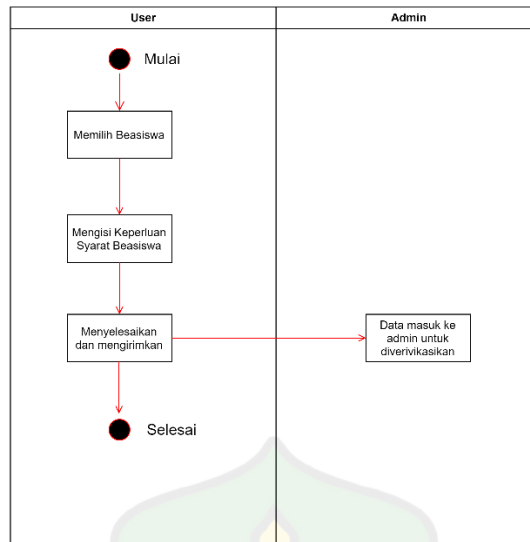 User
Admin
Mulai
Memilih Beasiswa
Mengisi Keperluan
Syarat Beasiswa
Menyelesaikan
dan mengirimkan
Data masuk ke
admin untuk
diverivikasikan
Selesai